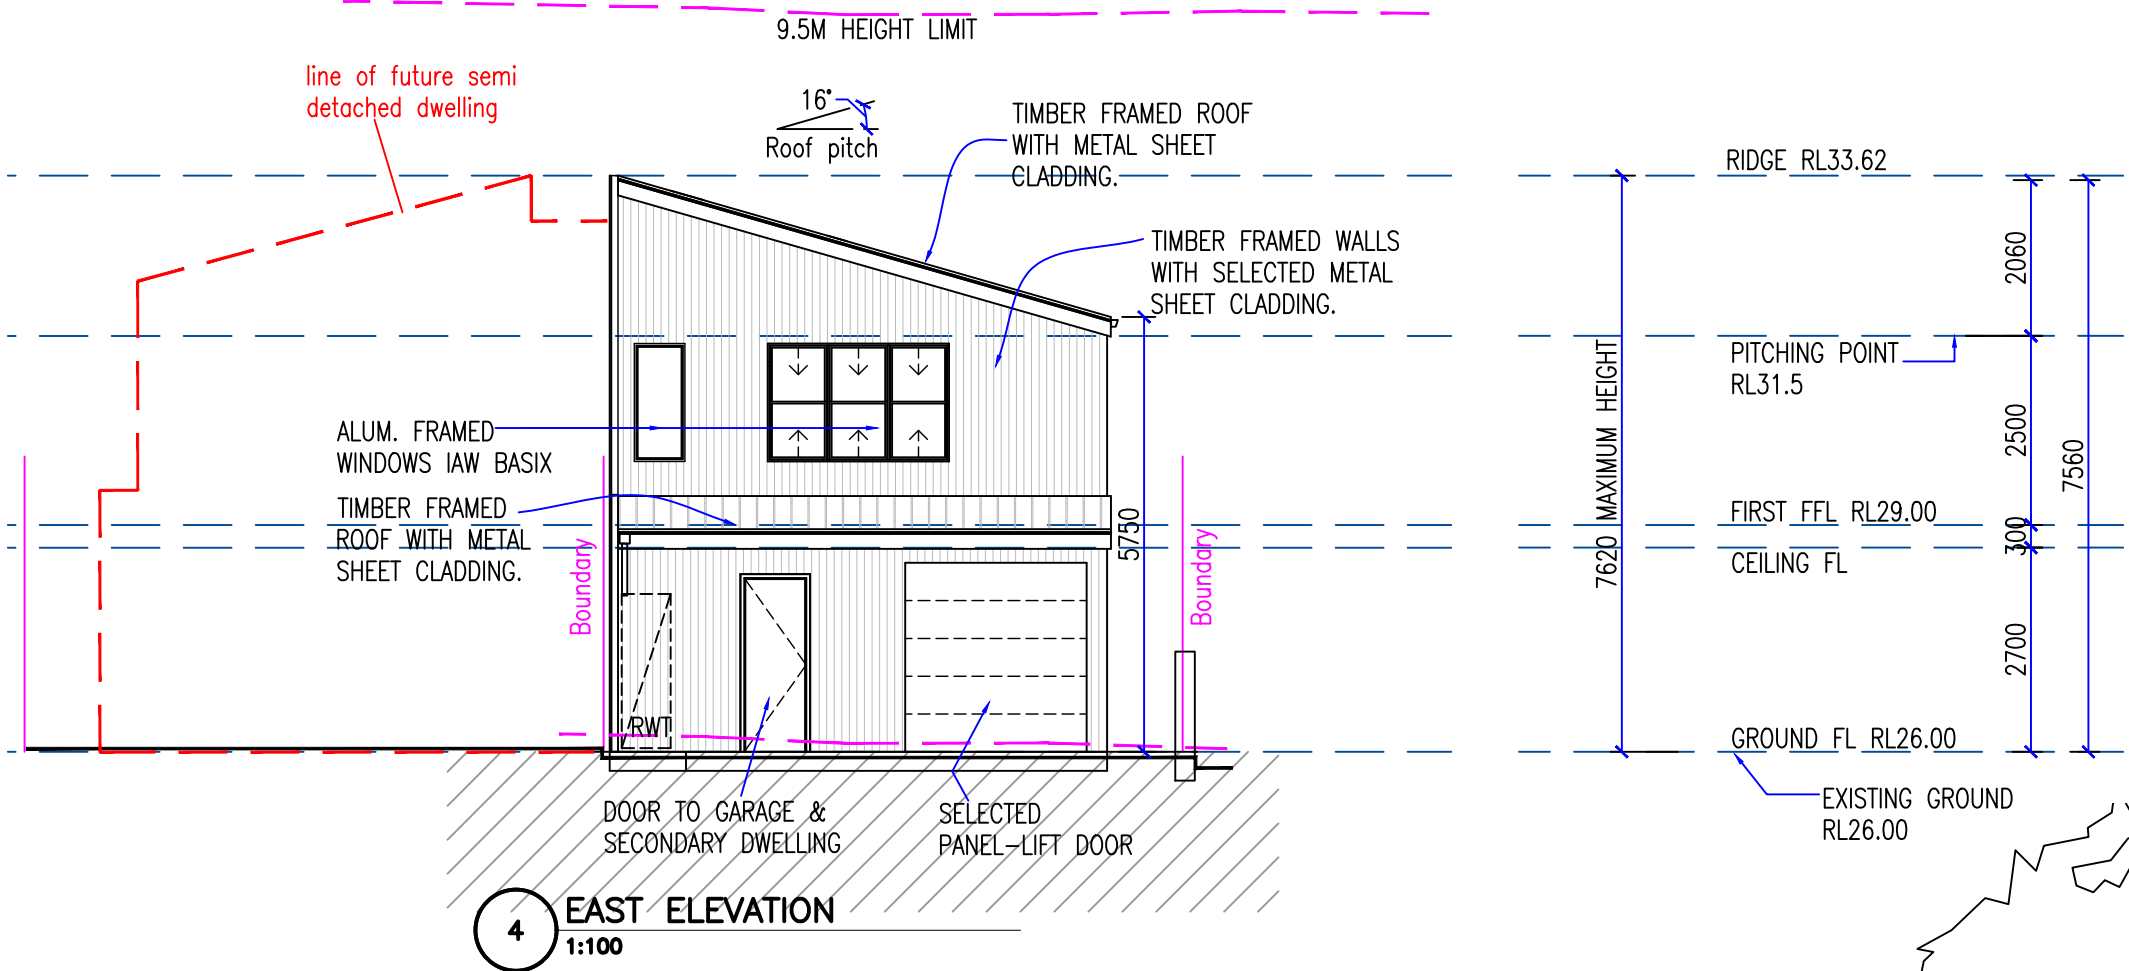 9.5M HEIGHT LIMIT
line of future semi
detached dwelling
16°
Roof pitch
TIMBER FRAMED ROOF
WITH METAL SHEET
CLADDING.
TIMBER FRAMED WALLS
WITH SELECTED METAL
SHEET CLADDING.
ALUM. FRAMED
WINDOWS IAW BASIX
TIMBER FRAMED
ROOF WITH METAL
SHEET CLADDING.
Boundary
RWT
5750
Boundary
DOOR TO GARAGE &
SECONDARY DWELLING
SELECTED
PANEL-LIFT DOOR
7620 MAXIMUM HEIGHT
RIDGE RL33.62
PITCHING POINT
RL31.5
FIRST FFL RL29.00
CEILING FL
GROUND FL RL26.00
EXISTING GROUND
RL26.00
2060
2500
300
2700
7560
4
EAST ELEVATION
1:100